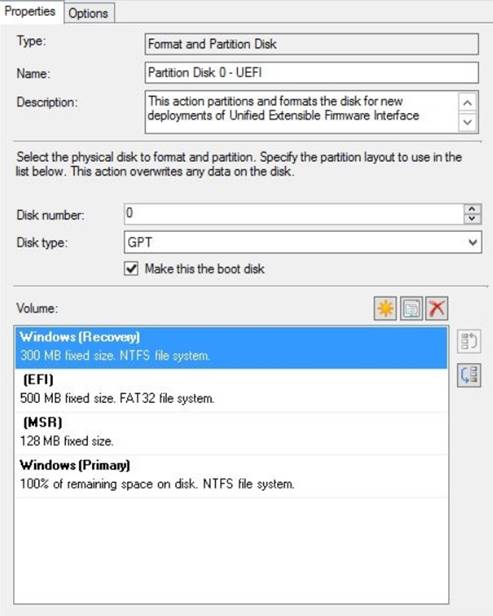 Properties
Options
Type:
Format and Partition Disk
Name:
Partition Disk 0 - UEFI
Description:
This action partitions and formats the disk for new
deployments of Unified Extensible Firmware Interface
Select the physical disk to format and partition. Specify the partition layout to use in the
list below. This action overwrites any data on the disk.
Disk number:
0
Disk type:
GPT
Make this the boot disk
Volume:
Windows (Recovery)
300 MB fixed size. NTFS file system.
(EFI)
500 MB fixed size. FAT32 file system.
(MSR)
128 MB fixed size.
Windows (Primary)
100% of remaining space on disk. NTFS file system.